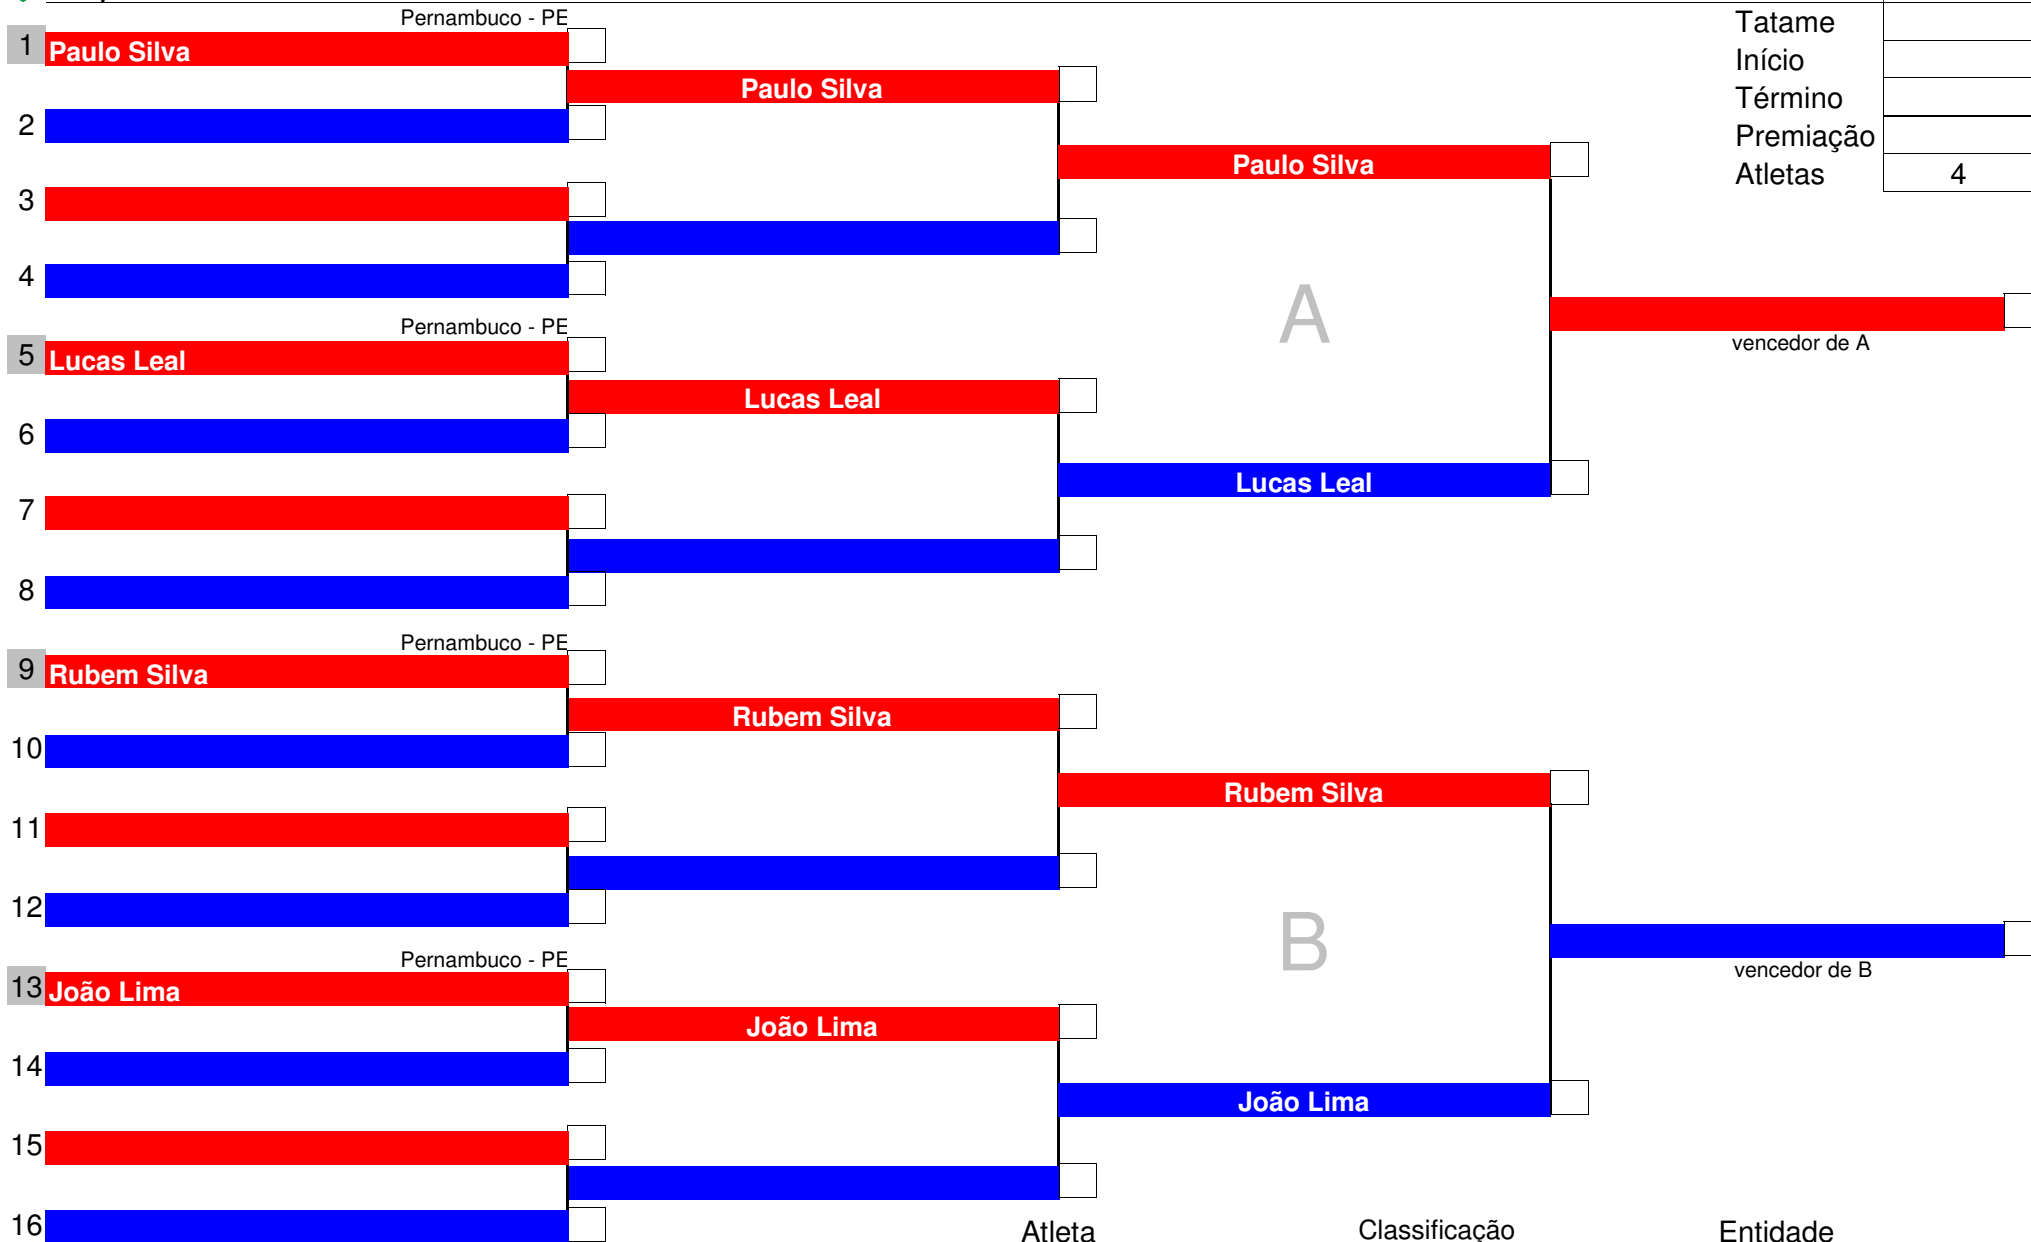 Pernambuco - PE
1 Paulo Silva
Paulo Silva
2
Paulo Silva
3
4
Pernambuco - PE
5 Lucas Leal
Lucas Leal
6
Lucas Leal
7
8
A
vencedor de A
Tatame
Início
Término
Premiação
Atletas 4
Pernambuco - PE
9 Rubem Silva
Rubem Silva
10
Rubem Silva
11
12
B
vencedor de B
Pernambuco - PE
13 João Lima
João Lima
14
João Lima
15
16
Atleta Classificação Entidade